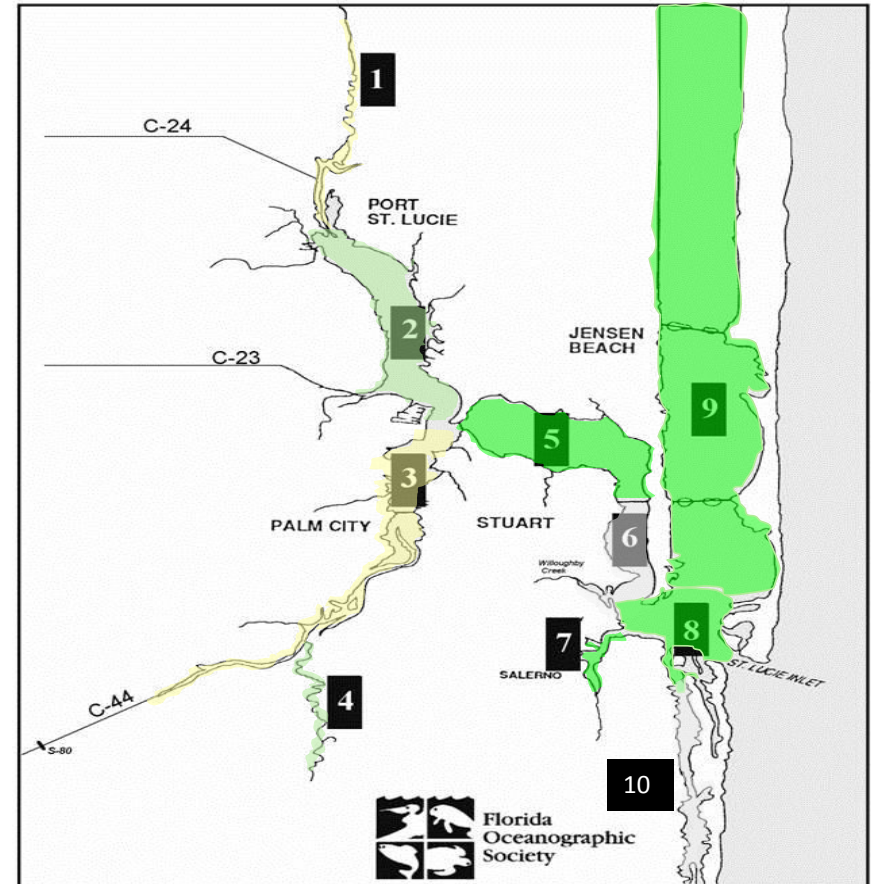 1
C-24
PORT
ST. LUCIE
2
JENSEN
BEACH
C-23
9
5
3
PALM CITY
STUART
6
Willoughby
Creek
7
8
SALERNO
ST. LUCIE INLET
4
C-44
S-80
10
Florida
Oceanographic
Society